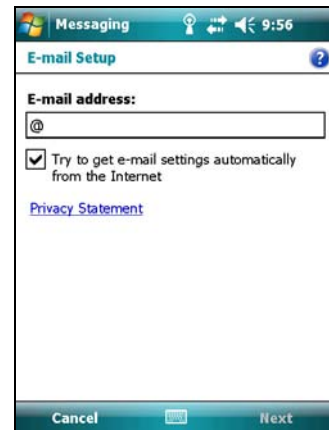 Messaging 9:56
E-mail Setup ?
E-mail address:
@
Try to get e-mail settings automatically
from the Internet
Privacy Statement
Cancel Next